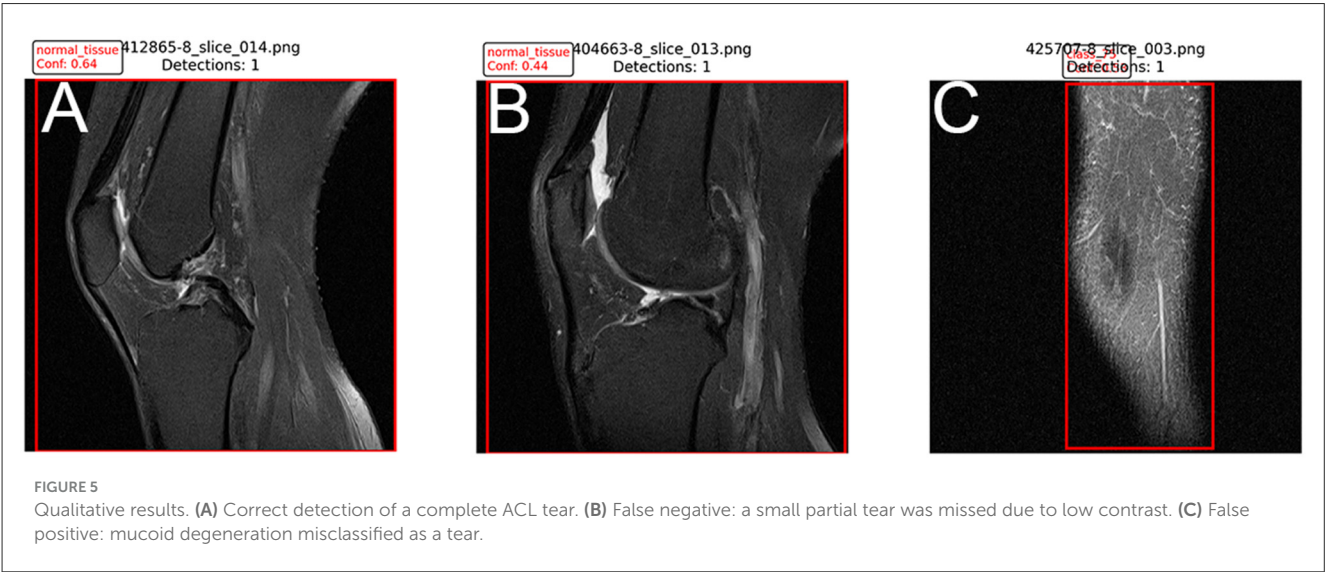 normal_tissue
Conf: 0.64
412865-8_slice_014.png
Detections: 1
A
normal_tissue
Conf: 0.44
404663-8_slice_013.png
Detections: 1
B
425707-8_slice_003.png
class_75
Detections: 1
C
FIGURE 5
Qualitative results. (A) Correct detection of a complete ACL tear. (B) False negative: a small partial tear was missed due to low contrast. (C) False
positive: mucoid degeneration misclassified as a tear.